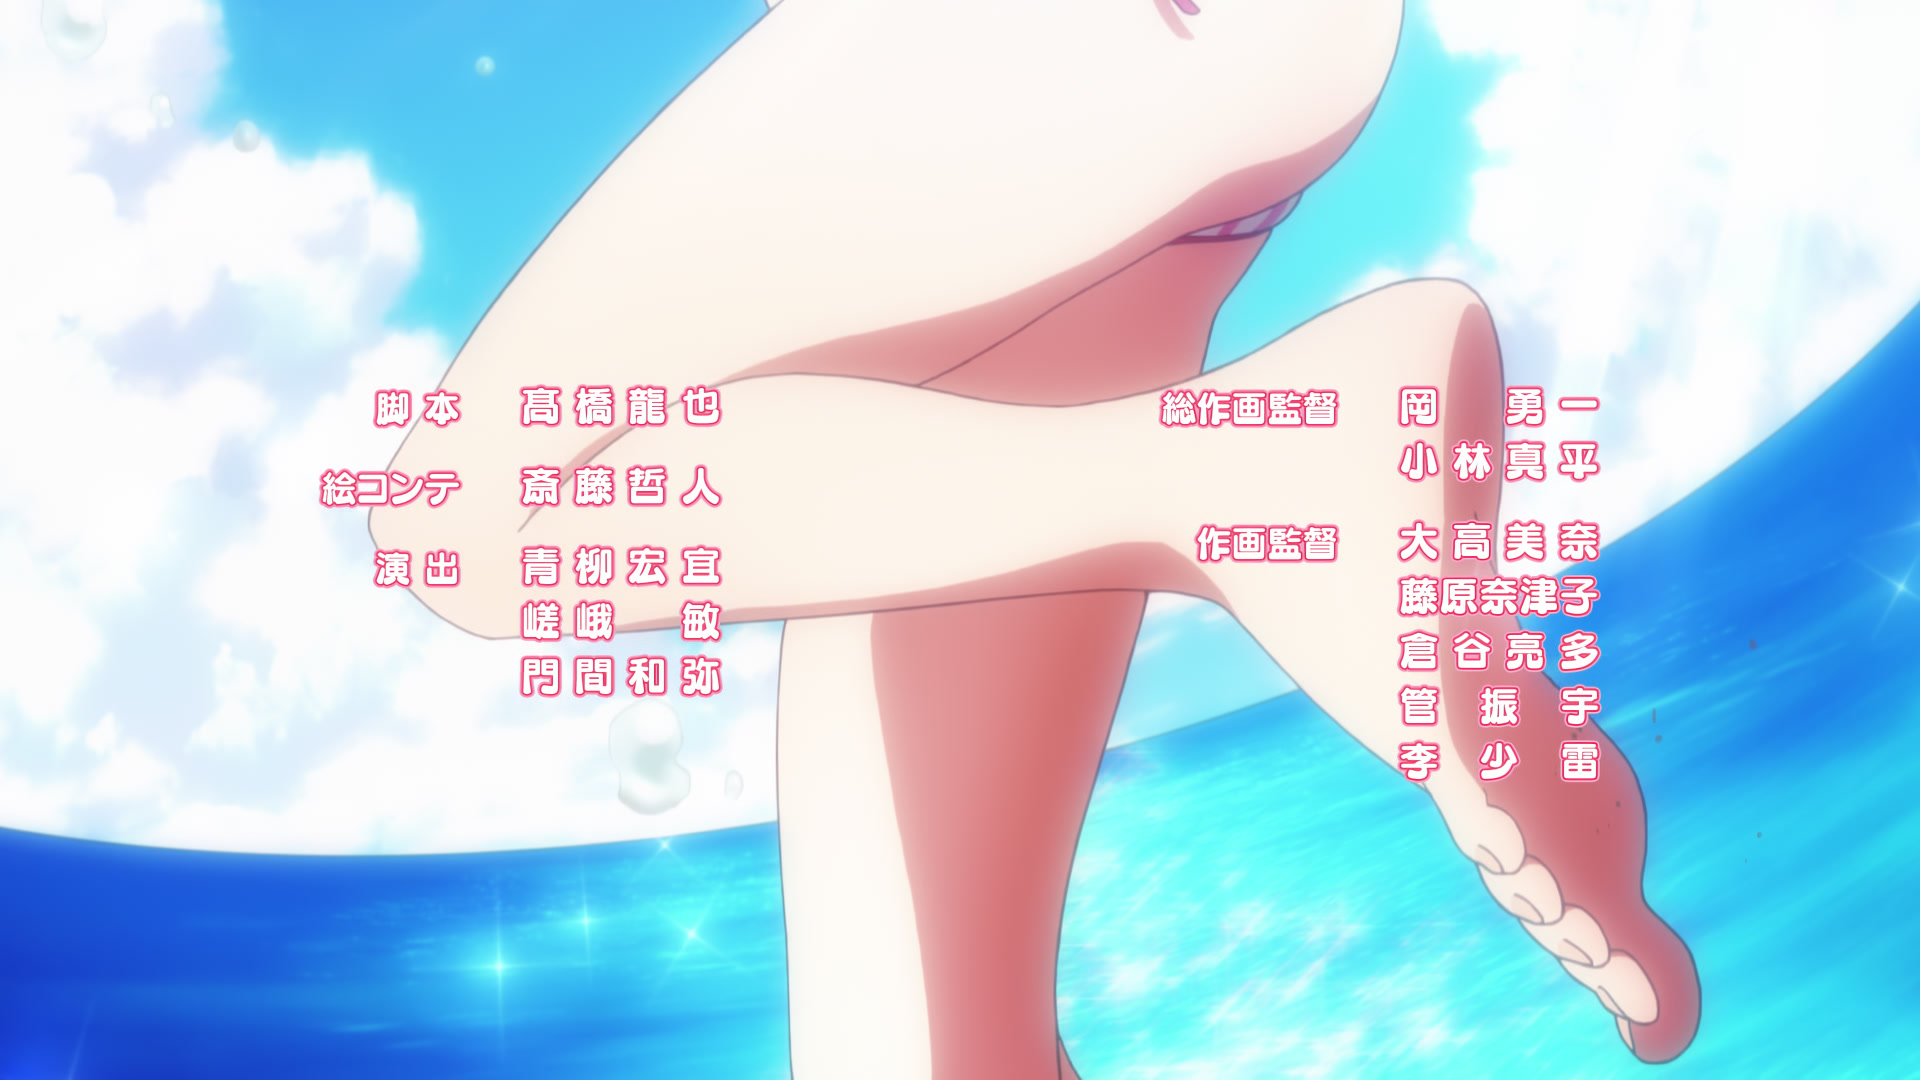 脚本 髙橋龍也
絵コンテ 斎藤哲人
演出 青柳宏宜
嵯峨敏
門間和弥
総作画監督 岡勇一
小林真平
作画監督 大高美奈
藤原奈津子
倉谷亮多
管振宇
李少雷